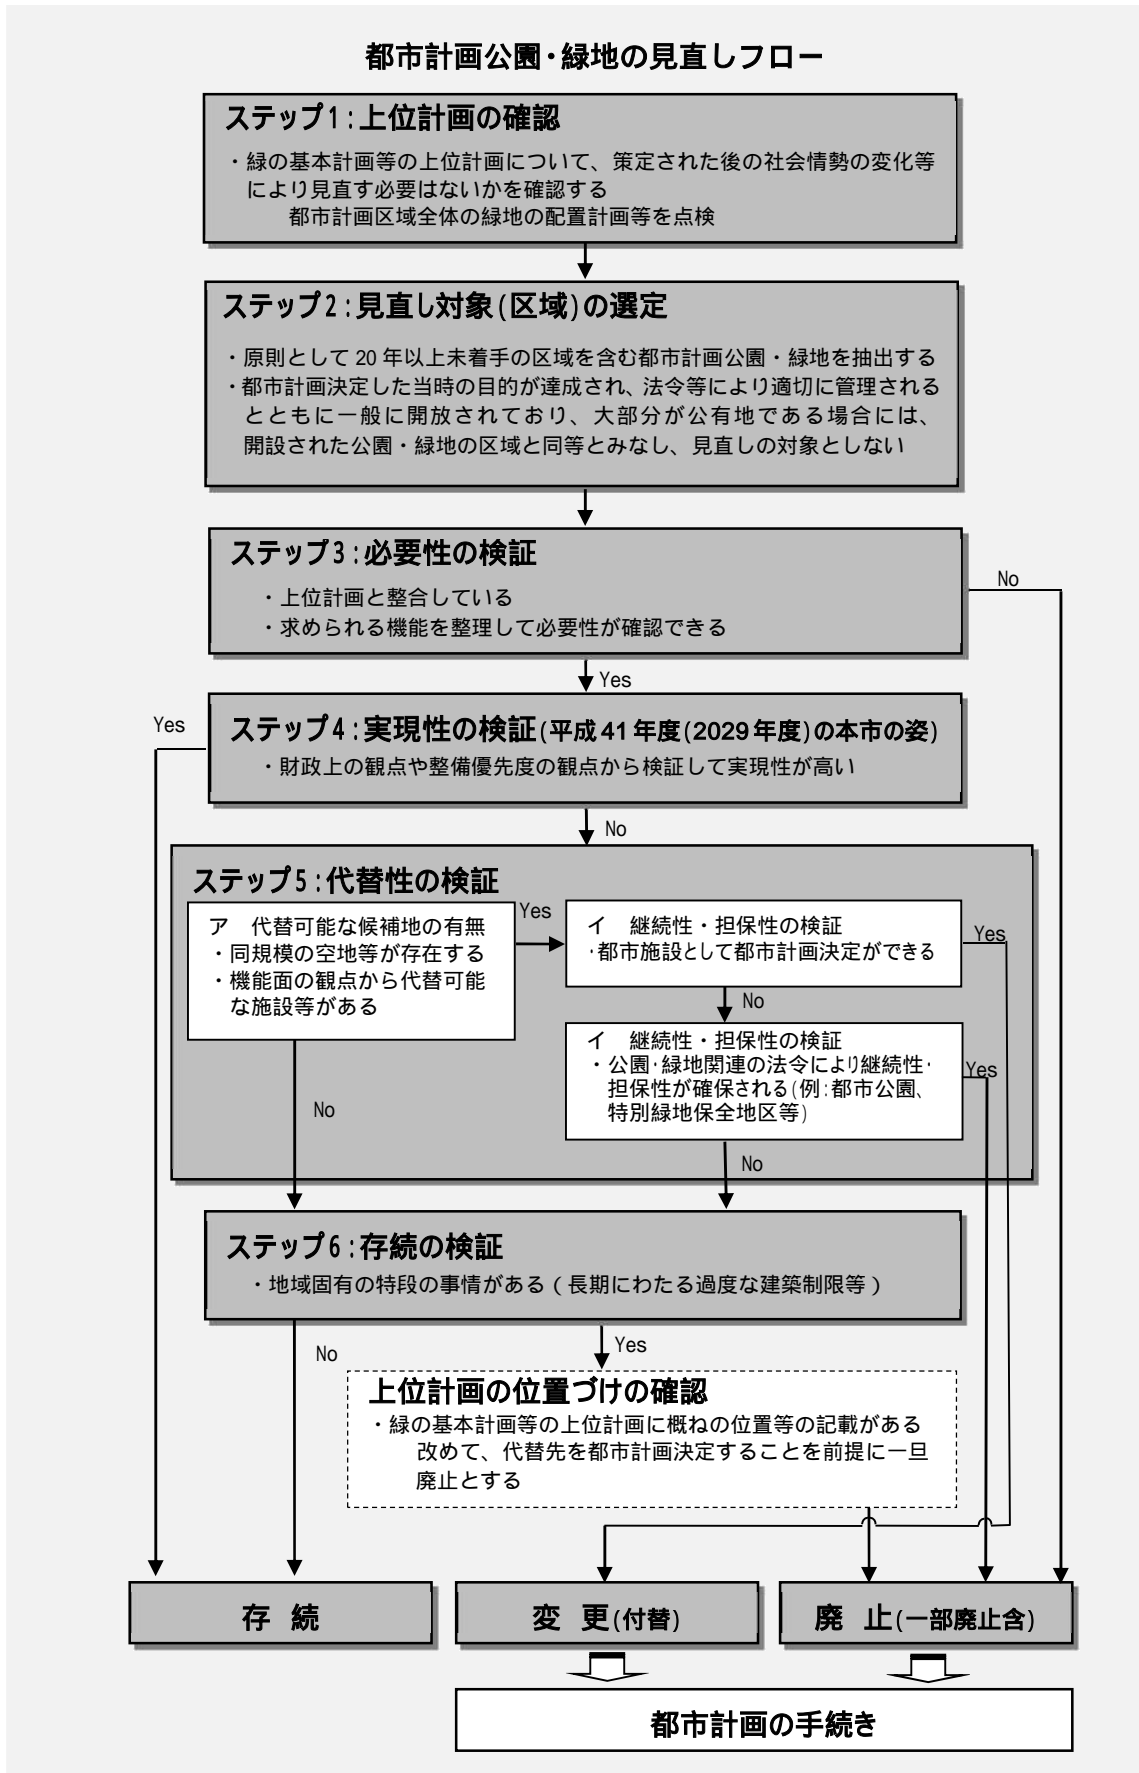 都市計画公園・緑地の見直しフロー
ステップ1:上位計画の確認
・緑の基本計画等の上位計画について、策定された後の社会情勢の変化等
により見直す必要はないかを確認する
都市計画区域全体の緑地の配置計画等を点検
ステップ2:見直し対象(区域)の選定
・原則として 20 年以上未着手の区域を含む都市計画公園・緑地を抽出する
・都市計画決定した当時の目的が達成され、法令等により適切に管理される
とともに一般に開放されており、大部分が公有地である場合には、
開設された公園・緑地の区域と同等とみなし、見直しの対象としない
ステップ3:必要性の検証
・上位計画と整合している
・求められる機能を整理して必要性が確認できる
No
Yes
Yes
ステップ4:実現性の検証(平成 41 年度(2029 年度)の本市の姿)
・財政上の観点や整備優先度の観点から検証して実現性が高い
No
ステップ5:代替性の検証
ア 代替可能な候補地の有無
・同規模の空地等が存在する
・機能面の観点から代替可能
な施設等がある
Yes
イ 継続性・担保性の検証
・都市施設として都市計画決定ができる
Yes
No
イ 継続性・担保性の検証
・公園・緑地関連の法令により継続性・
担保性が確保される(例:都市公園、
特別緑地保全地区等)
Yes
No
No
ステップ6:存続の検証
・地域固有の特段の事情がある(長期にわたる過度な建築制限等)
No
Yes
上位計画の位置づけの確認
・緑の基本計画等の上位計画に概ねの位置等の記載がある
改めて、代替先を都市計画決定することを前提に一旦
廃止とする
存 続
変 更(付替)
廃 止(一部廃止含)
都市計画の手続き